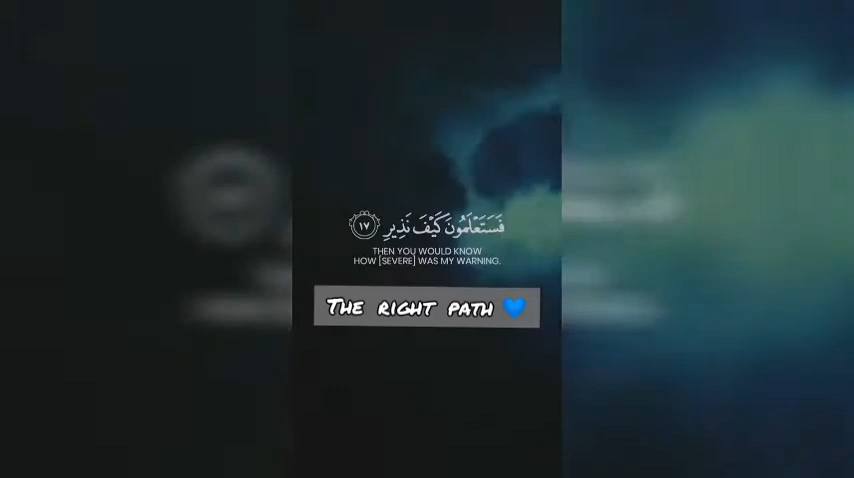 فَسَتَعْلَمُونَ كَيْفَ نَذِيرِ ١٧
THEN YOU WOULD KNOW
HOW [SEVERE] WAS MY WARNING.
The right path 💙